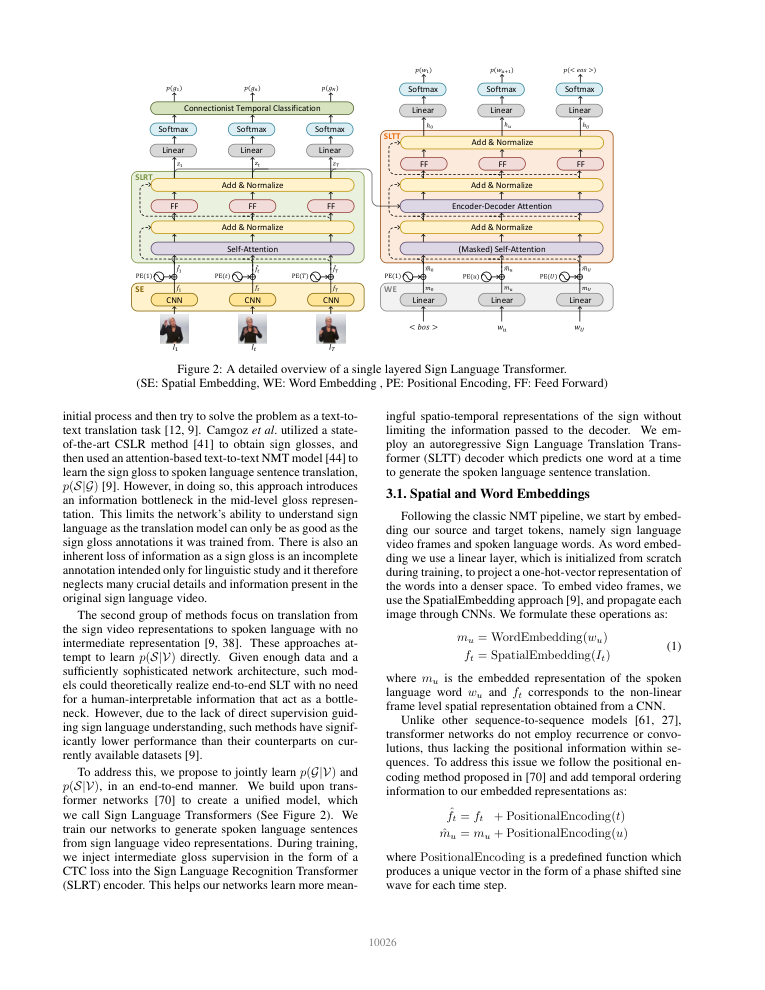 p(g₁) p(gᵤ) p(g_N)
Connectionist Temporal Classification
Softmax Softmax Softmax
Linear Linear Linear
z₁ z_t z_T
SLRT
Add & Normalize
FF FF FF
Add & Normalize
Self-Attention
PE(1) PE(t) PE(T)
SE
CNN CNN CNN
I₁ I_t I_T
p(w₁) p(wᵤ₊₁) p(< eos >)
Softmax Softmax Softmax
Linear Linear Linear
h₀ hᵤ h_U
SLTT
Add & Normalize
FF FF FF
Add & Normalize
Encoder-Decoder Attention
Add & Normalize
(Masked) Self-Attention
PE(1) PE(u) PE(U)
WE
Linear Linear Linear
< bos > wᵤ w_U
Figure 2: A detailed overview of a single layered Sign Language Transformer.
(SE: Spatial Embedding, WE: Word Embedding , PE: Positional Encoding, FF: Feed Forward)
initial process and then try to solve the problem as a text-to-
text translation task [12, 9]. Camgoz et al. utilized a state-
of-the-art CSLR method [41] to obtain sign glosses, and
then used an attention-based text-to-text NMT model [44] to
learn the sign gloss to spoken language sentence translation,
p(S|G) [9]. However, in doing so, this approach introduces
an information bottleneck in the mid-level gloss represen-
tation. This limits the network's ability to understand sign
language as the translation model can only be as good as the
sign gloss annotations it was trained from. There is also an
inherent loss of information as a sign gloss is an incomplete
annotation intended only for linguistic study and it therefore
neglects many crucial details and information present in the
original sign language video.
The second group of methods focus on translation from
the sign video representations to spoken language with no
intermediate representation [9, 38]. These approaches at-
tempt to learn p(S|V) directly. Given enough data and a
sufficiently sophisticated network architecture, such mod-
els could theoretically realize end-to-end SLT with no need
for a human-interpretable information that act as a bottle-
neck. However, due to the lack of direct supervision guid-
ing sign language understanding, such methods have signif-
icantly lower performance than their counterparts on cur-
rently available datasets [9].
To address this, we propose to jointly learn p(G|V) and
p(S|V), in an end-to-end manner. We build upon trans-
former networks [70] to create a unified model, which
we call Sign Language Transformers (See Figure 2). We
train our networks to generate spoken language sentences
from sign language video representations. During training,
we inject intermediate gloss supervision in the form of a
CTC loss into the Sign Language Recognition Transformer
(SLRT) encoder. This helps our networks learn more mean-
ingful spatio-temporal representations of the sign without
limiting the information passed to the decoder. We em-
ploy an autoregressive Sign Language Translation Trans-
former (SLTT) decoder which predicts one word at a time
to generate the spoken language sentence translation.
3.1. Spatial and Word Embeddings
Following the classic NMT pipeline, we start by embed-
ding our source and target tokens, namely sign language
video frames and spoken language words. As word embed-
ding we use a linear layer, which is initialized from scratch
during training, to project a one-hot-vector representation of
the words into a denser space. To embed video frames, we
use the SpatialEmbedding approach [9], and propagate each
image through CNNs. We formulate these operations as:
mᵤ = WordEmbedding(wᵤ)
f_t = SpatialEmbedding(I_t)
(1)
where mᵤ is the embedded representation of the spoken
language word wᵤ and f_t corresponds to the non-linear
frame level spatial representation obtained from a CNN.
Unlike other sequence-to-sequence models [61, 27],
transformer networks do not employ recurrence or convo-
lutions, thus lacking the positional information within se-
quences. To address this issue we follow the positional en-
coding method proposed in [70] and add temporal ordering
information to our embedded representations as:
f̂_t = f_t + PositionalEncoding(t)
m̂ᵤ = mᵤ + PositionalEncoding(u)
where PositionalEncoding is a predefined function which
produces a unique vector in the form of a phase shifted sine
wave for each time step.
10026